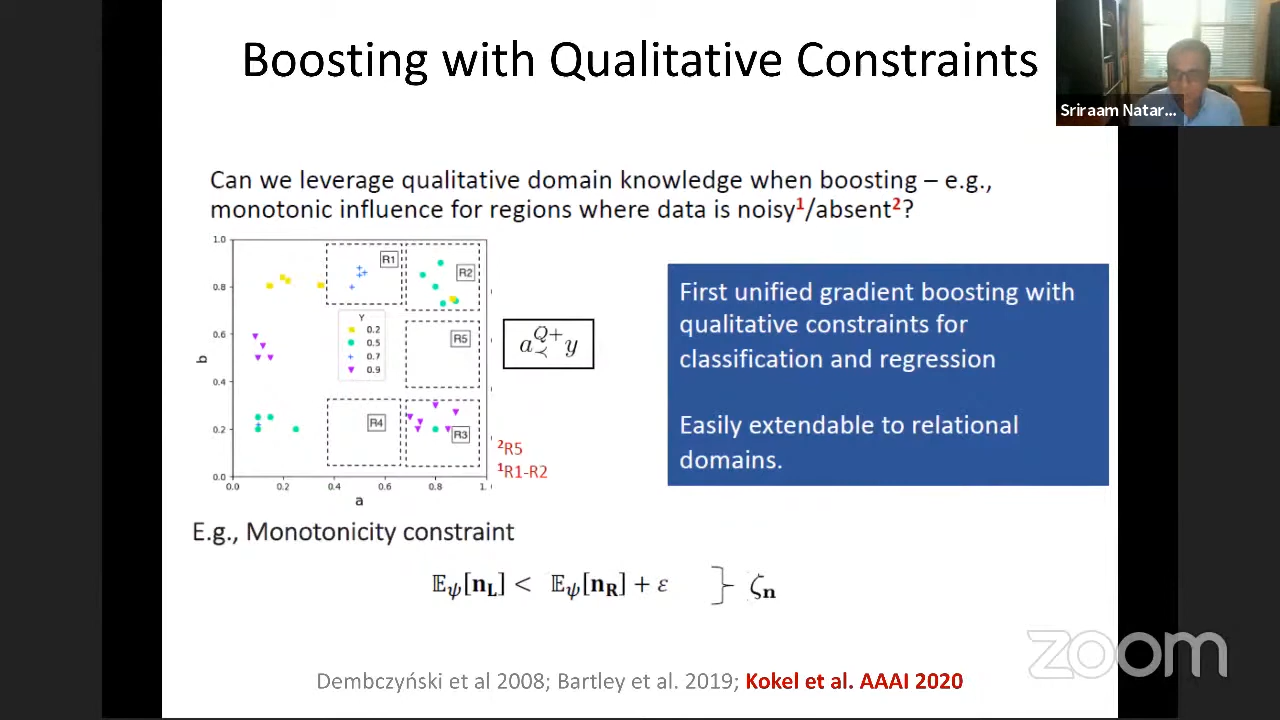 Boosting with Qualitative Constraints
Sriraam Natar...
Can we leverage qualitative domain knowledge when boosting – e.g.,
monotonic influence for regions where data is noisy¹/absent²?
1.0
0.8
0.6
0.4
0.2
0.0
b
0.0 0.2 0.4 0.6 0.8 1.
a
R1
R2
R5
R4
R3
Y
0.2
0.5
0.7
0.9
a Q+ ≺ y
²R5
¹R1-R2
First unified gradient boosting with
qualitative constraints for
classification and regression
Easily extendable to relational
domains.
E.g., Monotonicity constraint
𝔼ψ[nL] < 𝔼ψ[nR] + ε } ζn
zoom
Dembczyński et al 2008; Bartley et al. 2019; Kokel et al. AAAI 2020